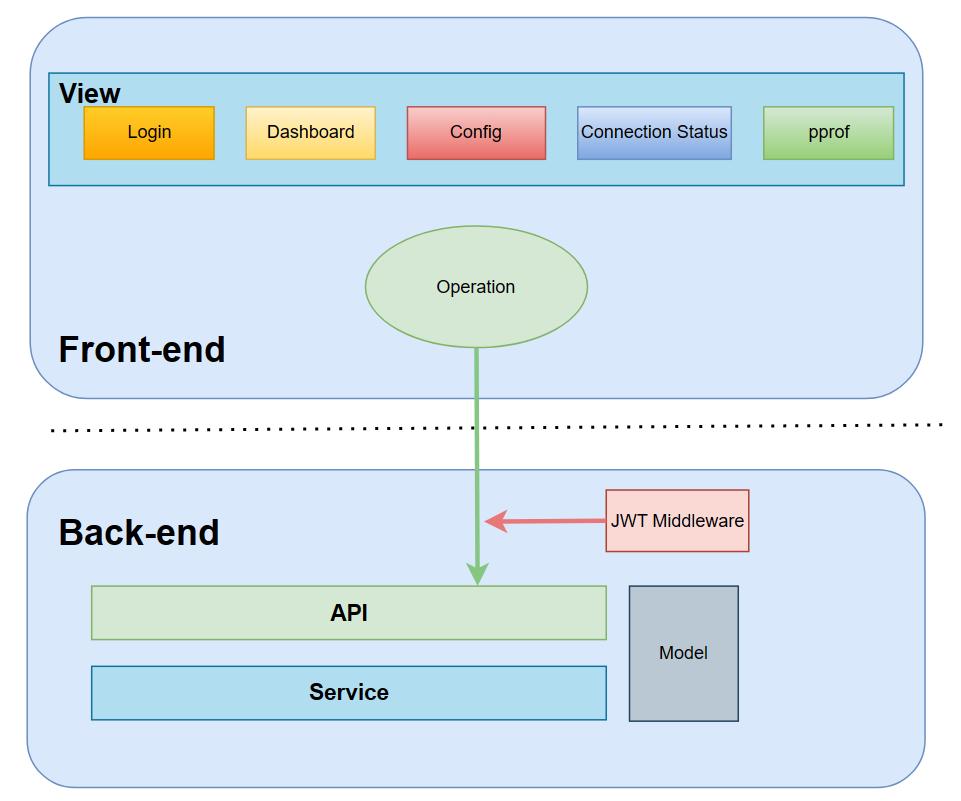 View
Login
Dashboard
Config
Connection Status
pprof
Operation
Front-end
JWT Middleware
Back-end
API
Model
Service